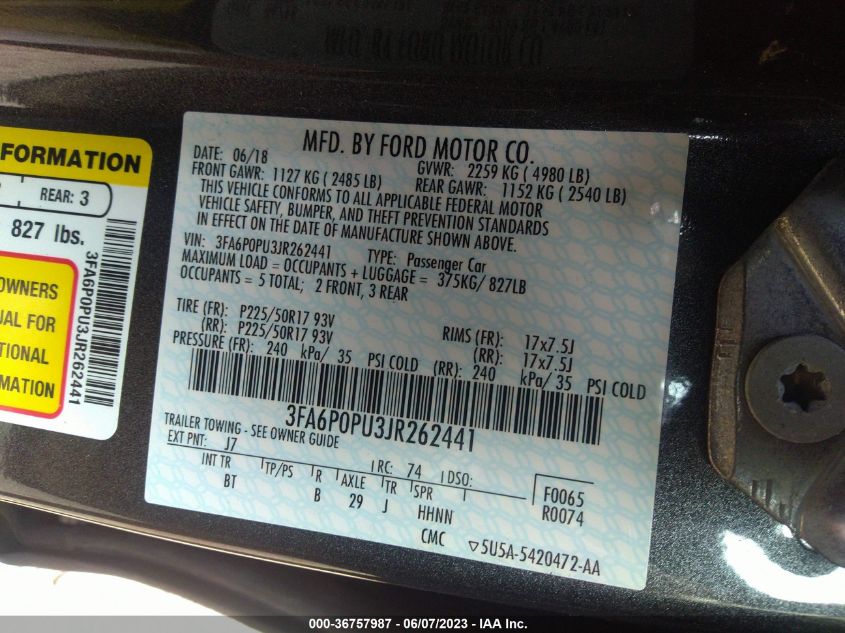 MFD. BY FORD MOTOR CO.
DATE: 06/18 GVWR: 2259 KG ( 4980 LB)
FRONT GAWR: 1127 KG ( 2485 LB) REAR GAWR: 1152 KG ( 2540 LB)
THIS VEHICLE CONFORMS TO ALL APPLICABLE FEDERAL MOTOR
VEHICLE SAFETY, BUMPER, AND THEFT PREVENTION STANDARDS
IN EFFECT ON THE DATE OF MANUFACTURE SHOWN ABOVE.
VIN: 3FA6P0PU3JR262441 TYPE: Passenger Car
MAXIMUM LOAD = OCCUPANTS + LUGGAGE = 375KG/ 827LB
OCCUPANTS = 5 TOTAL; 2 FRONT, 3 REAR
TIRE (FR): P225/50R17 93V RIMS (FR): 17x7.5J
(RR): P225/50R17 93V (RR): 17x7.5J
PRESSURE (FR): 240 kPa/ 35 PSI COLD (RR): 240 kPa/35 PSI COLD
3FA6P0PU3JR262441
TRAILER TOWING - SEE OWNER GUIDE
EXT PNT: J7 RC: 74 DSO: F0065
R0074
INT TR TP/PS R AXLE TR SPR
BT B 29 J HHNN
CMC ▽5U5A-5420472-AA
FORMATION
REAR: 3
827 lbs.
3FA6P0PU3JR262441
OWNERS
UAL FOR
TIONAL
RMATION
000-36757987 - 06/07/2023 - IAA Inc.